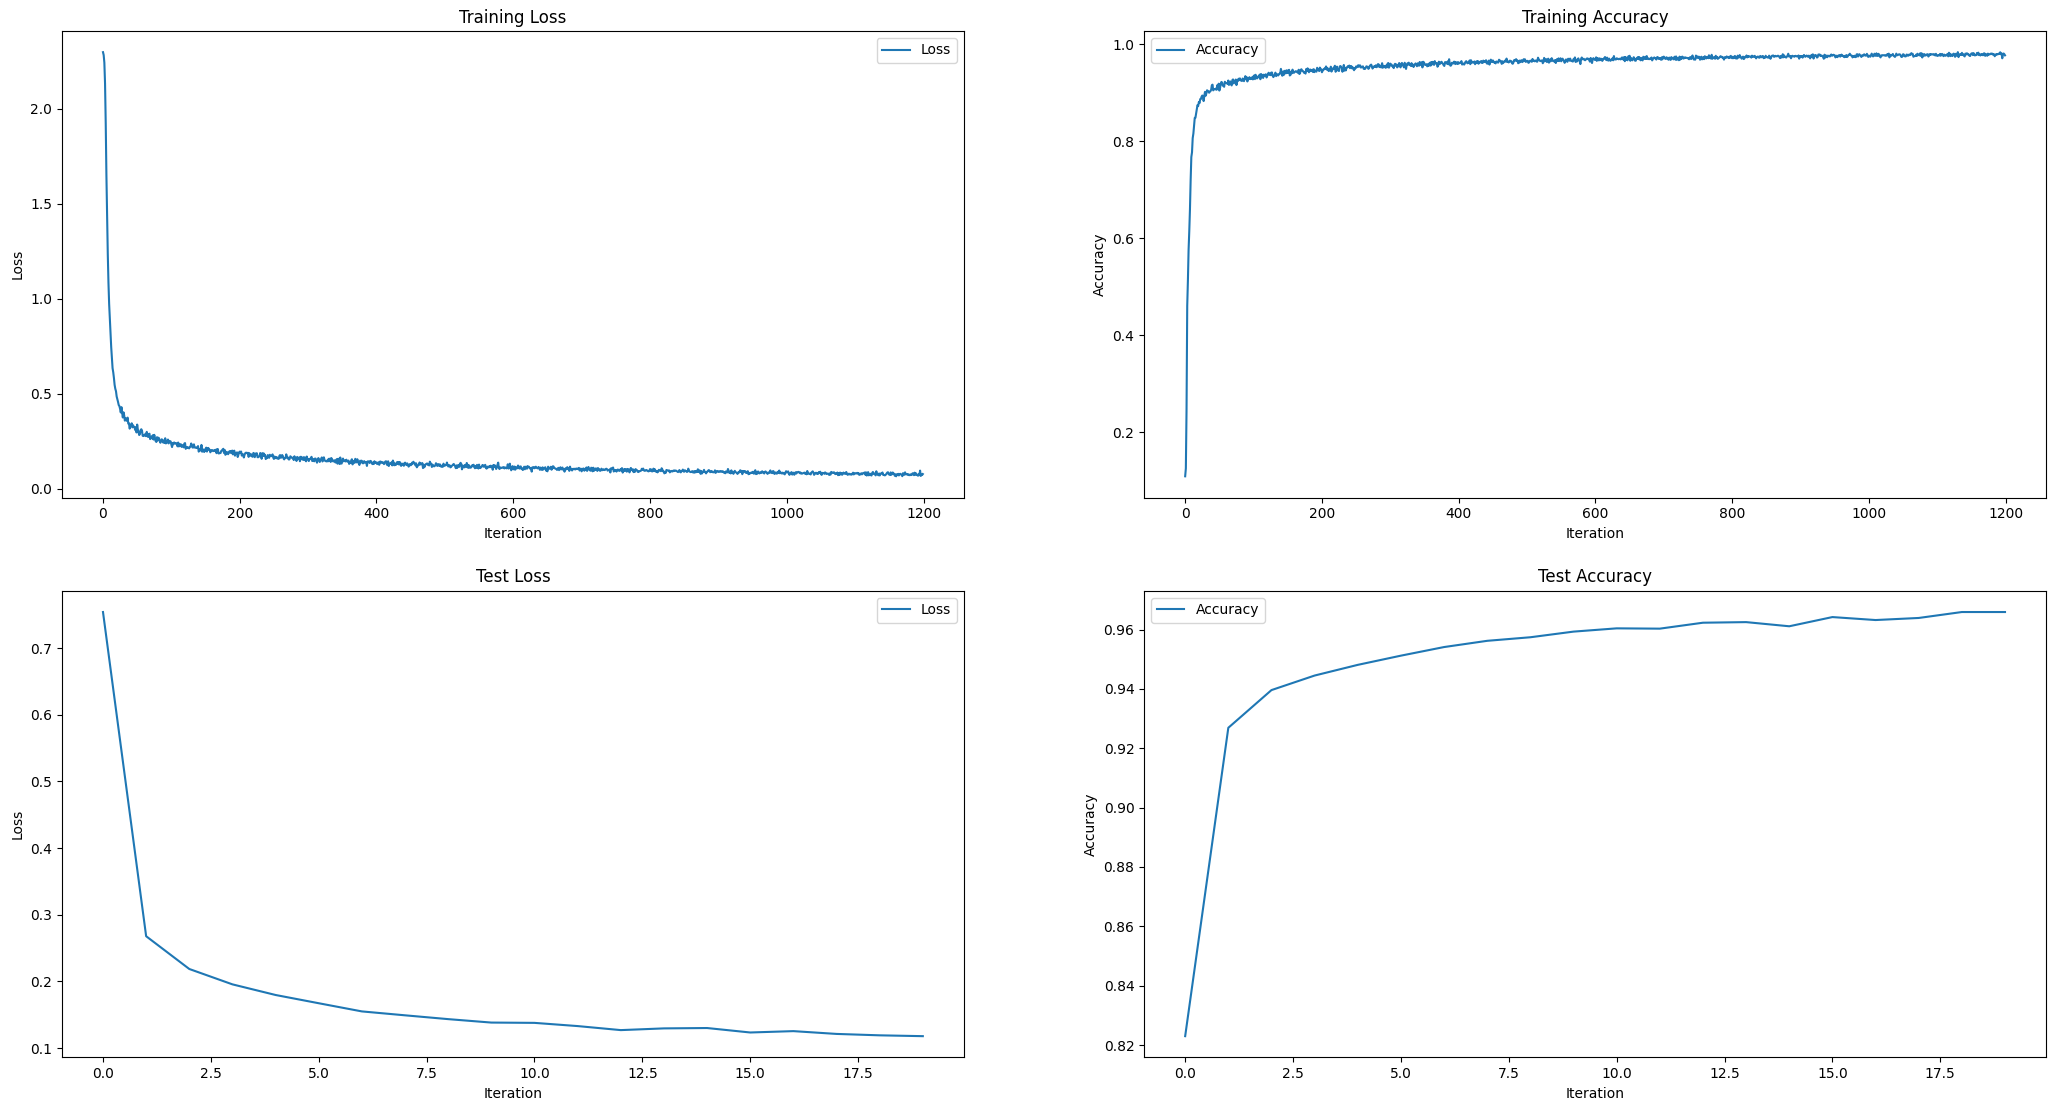 Training Loss
Loss
2.0
1.5
1.0
0.5
0.0
Loss
0 200 400 600 800 1000 1200
Iteration
Training Accuracy
Accuracy
1.0
0.8
0.6
0.4
0.2
Accuracy
0 200 400 600 800 1000 1200
Iteration
Test Loss
Loss
0.7
0.6
0.5
0.4
0.3
0.2
0.1
Loss
0.0 2.5 5.0 7.5 10.0 12.5 15.0 17.5
Iteration
Test Accuracy
Accuracy
0.96
0.94
0.92
0.90
0.88
0.86
0.84
0.82
Accuracy
0.0 2.5 5.0 7.5 10.0 12.5 15.0 17.5
Iteration